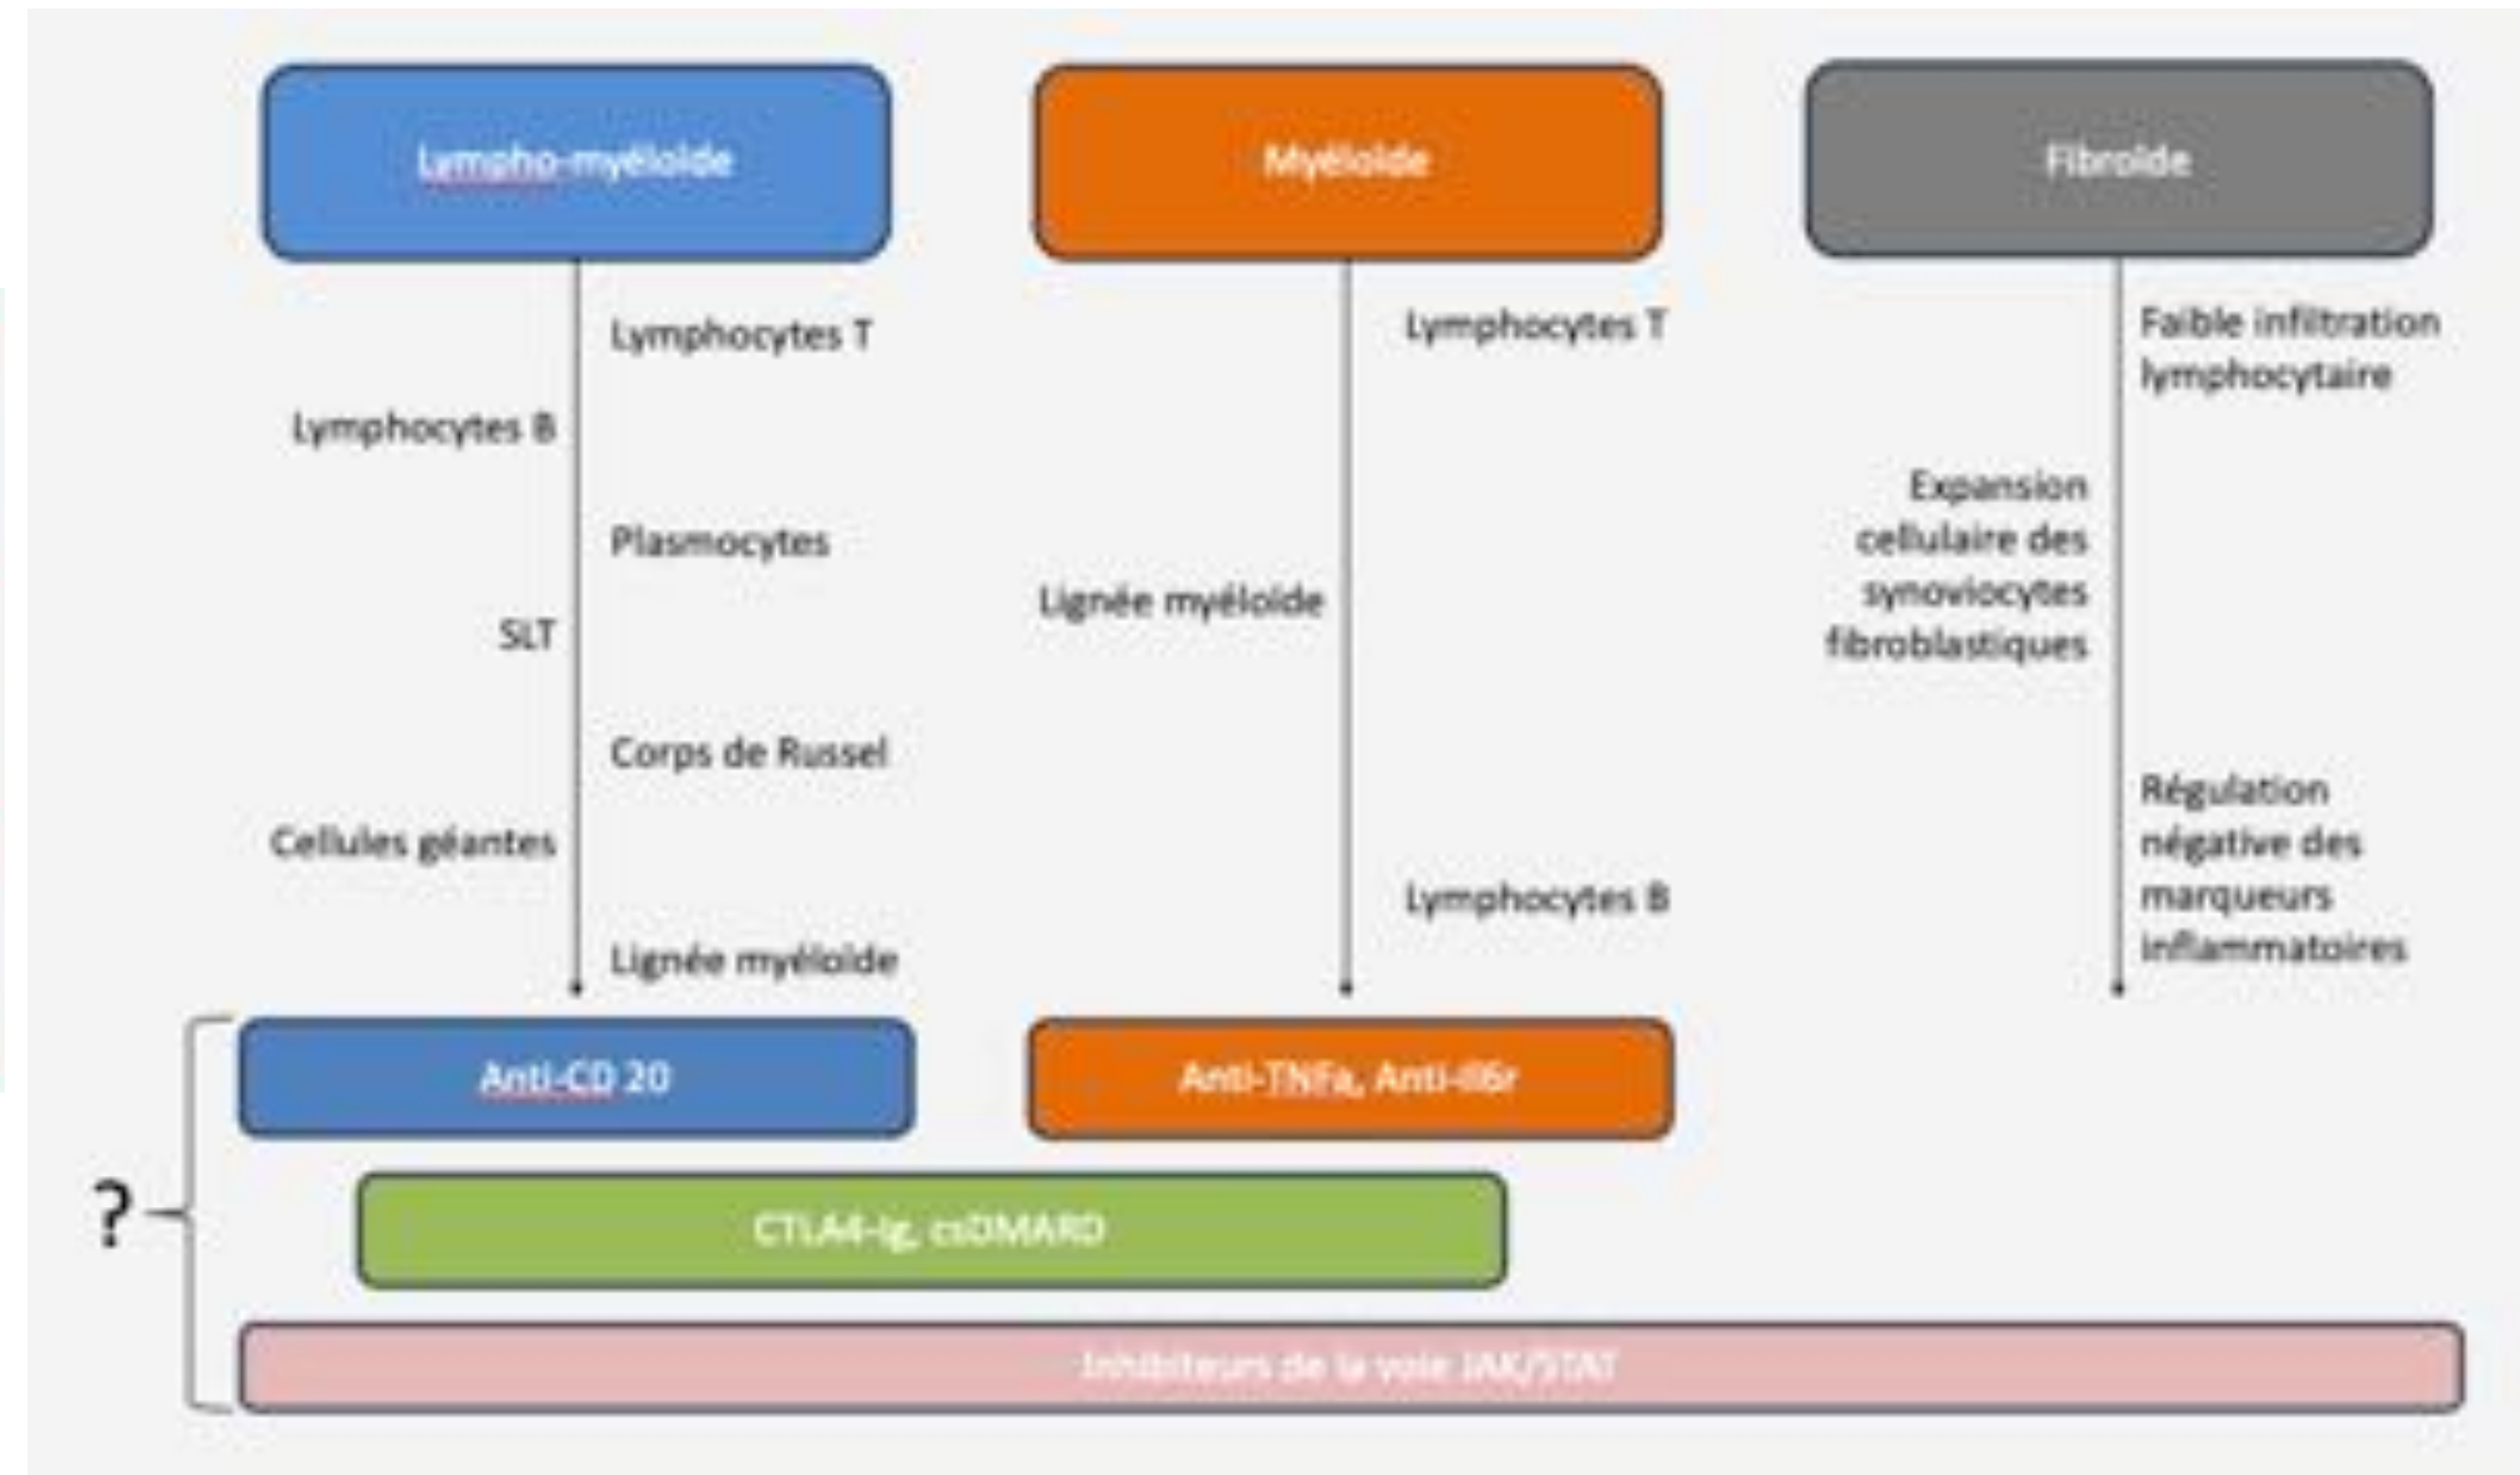 Lympho-myéloïde
Myéloïde
Fibroïde
Lymphocytes T
Lymphocytes B
Plasmocytes
SLT
Corps de Russel
Cellules géantes
Lignée myéloïde
Lymphocytes T
Lignée myéloïde
Lymphocytes B
Faible infiltration
lymphocytaire
Expansion
cellulaire des
synoviocytes
fibroblastiques
Régulation
négative des
marqueurs
inflammatoires
?
Anti-CD 20
Anti-TNFa, Anti-Il6r
CTLA4-Ig, csDMARD
Inhibiteurs de la voie JAK/STAT